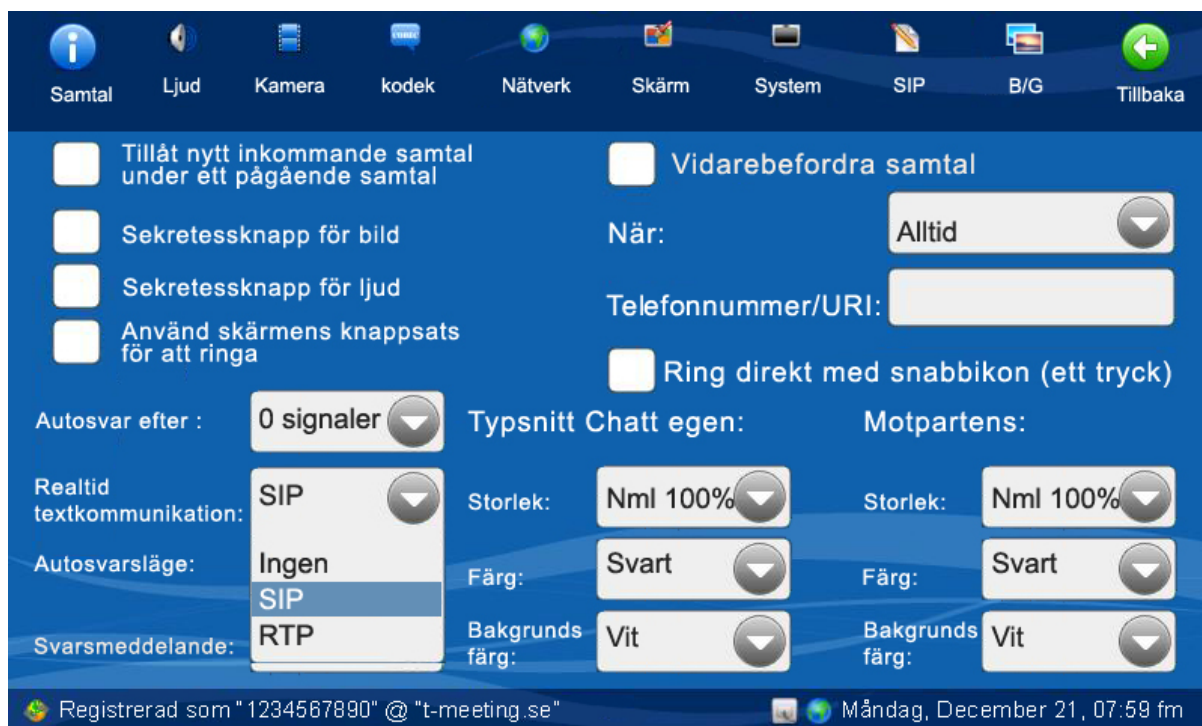 Samtal
Ljud
Kamera
kodek
Nätverk
Skärm
System
SIP
B/G
Tillbaka
Tillåt nytt inkommande samtal
under ett pågående samtal
Sekretessknapp för bild
Sekretessknapp för ljud
Använd skärmens knappsats
för att ringa
Vidarebefordra samtal
När:
Alltid
Telefonnummer/URI:
Ring direkt med snabbikon (ett tryck)
Autosvar efter :
0 signaler
Realtid
textkommunikation:
SIP
Ingen
SIP
RTP
Autosvarsläge:
Svarsmeddelande:
Typsnitt Chatt egen:
Storlek:
Nml 100%
Färg:
Svart
Bakgrunds
färg:
Vit
Motpartens:
Storlek:
Nml 100%
Färg:
Svart
Bakgrunds
färg:
Vit
Registrerad som "1234567890" @ "t-meeting.se"
Måndag, December 21, 07:59 fm